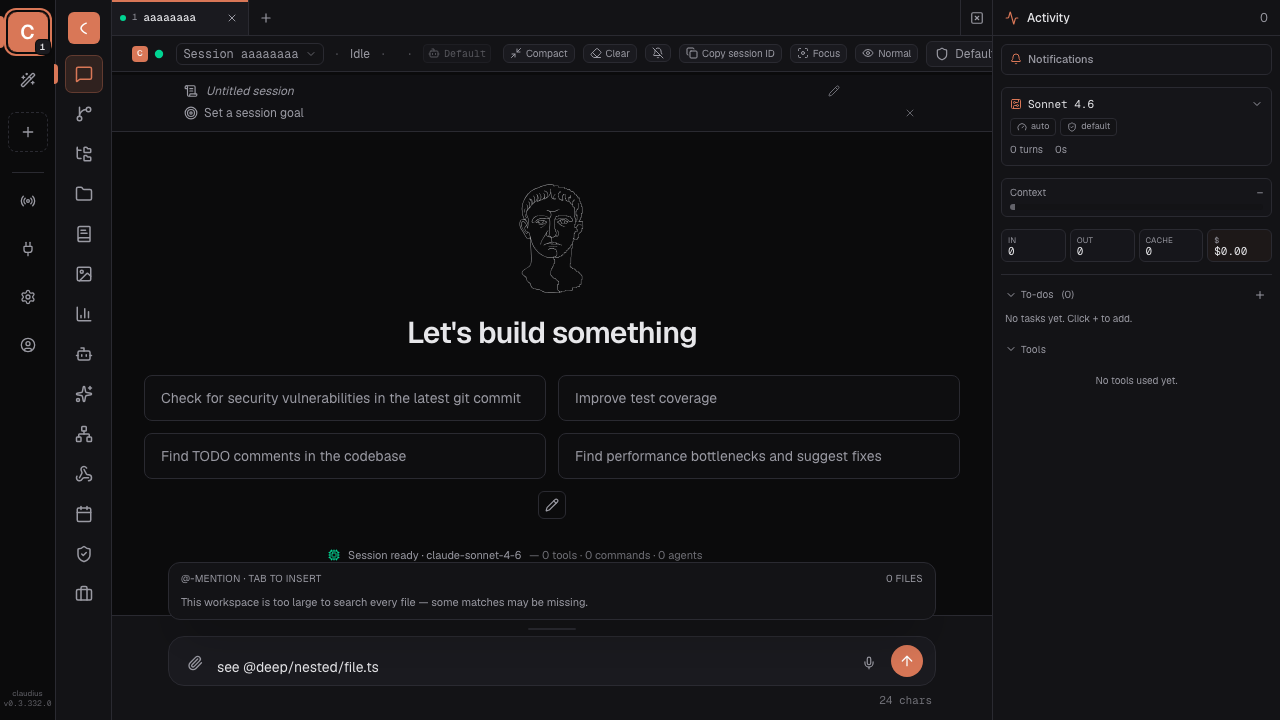 C
1
claudius
v0.3.332.0
1 aaaaaaaa
C
Session aaaaaaaa
· Idle · ·
Default
Compact
Clear
Copy session ID
Focus
Normal
Defaul
Untitled session
Set a session goal
Let's build something
Check for security vulnerabilities in the latest git commit
Improve test coverage
Find TODO comments in the codebase
Find performance bottlenecks and suggest fixes
Session ready · claude-sonnet-4-6 — 0 tools · 0 commands · 0 agents
@-MENTION · TAB TO INSERT
0 FILES
This workspace is too large to search every file — some matches may be missing.
see @deep/nested/file.ts
24 chars
Activity
0
Notifications
Sonnet 4.6
auto
default
0 turns 0s
Context
–
IN
0
OUT
0
CACHE
0
$
$0.00
To-dos (0)
No tasks yet. Click + to add.
Tools
No tools used yet.